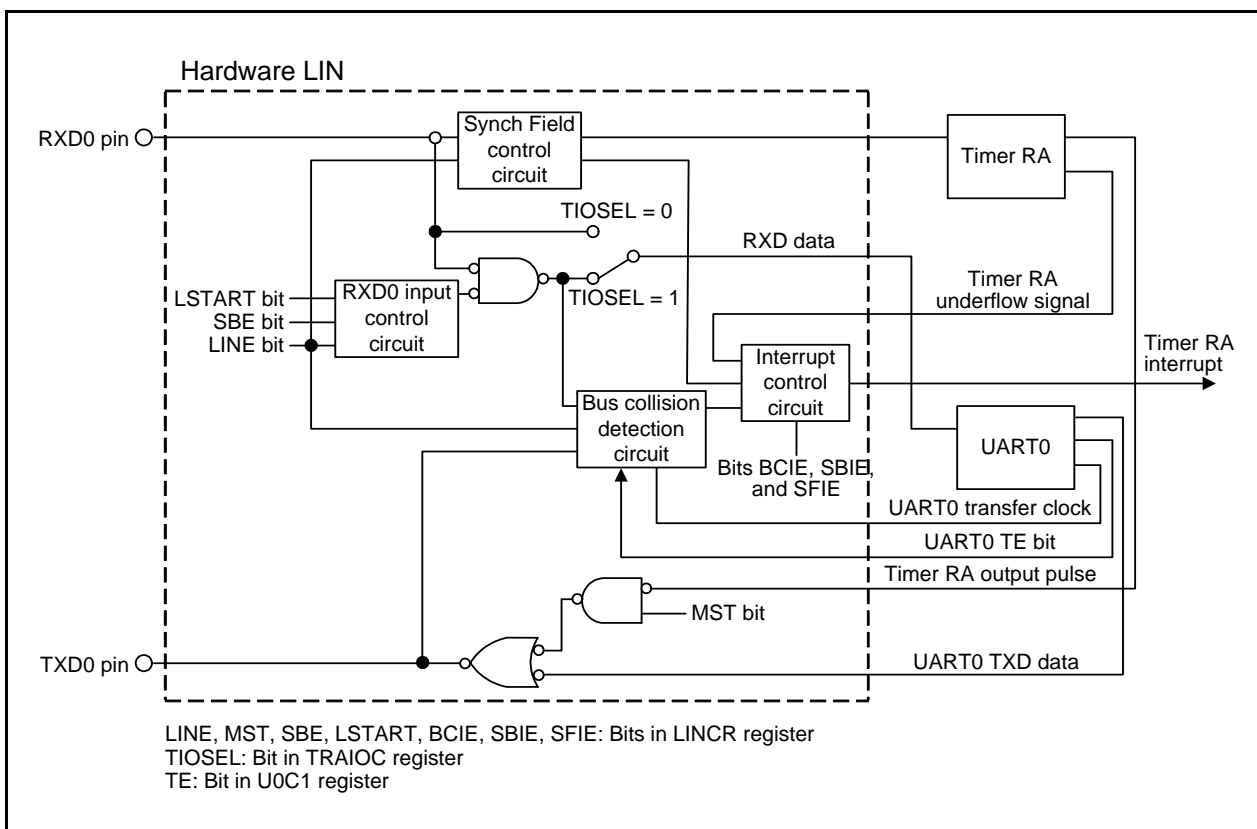 Hardware LIN
RXD0 pin
Synch Field
control
circuit
Timer RA
TIOSEL = 0
RXD data
TIOSEL = 1
Timer RA
underflow signal
LSTART bit
SBE bit
LINE bit
RXD0 input
control
circuit
Timer RA
interrupt
Interrupt
control
circuit
Bus collision
detection
circuit
UART0
Bits BCIE, SBIE,
and SFIE
UART0 transfer clock
UART0 TE bit
Timer RA output pulse
MST bit
TXD0 pin
UART0 TXD data
LINE, MST, SBE, LSTART, BCIE, SBIE, SFIE: Bits in LINCR register
TIOSEL: Bit in TRAIOC register
TE: Bit in U0C1 register